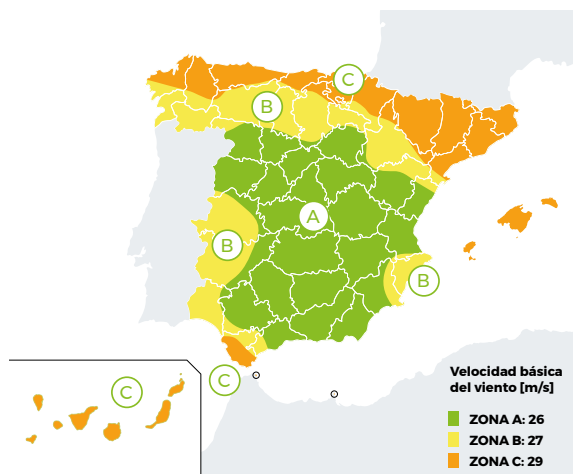 C
B
A
B
B
C
C
Velocidad básica
del viento [m/s]
ZONA A: 26
ZONA B: 27
ZONA C: 29